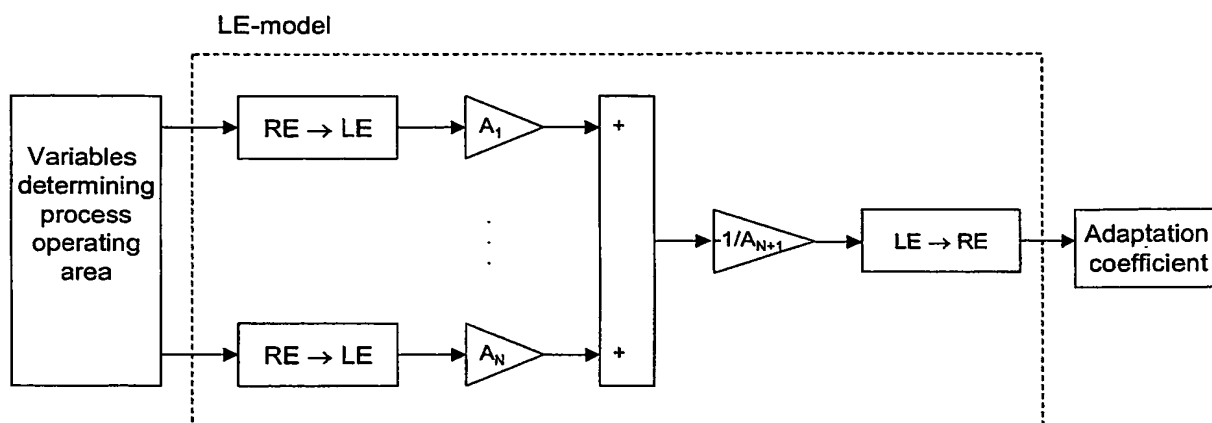 LE-model
Variables
determining
process
operating
area
RE → LE
A₁
+
-1/Aₙ₊₁
LE → RE
Adaptation
coefficient
RE → LE
Aₙ
+